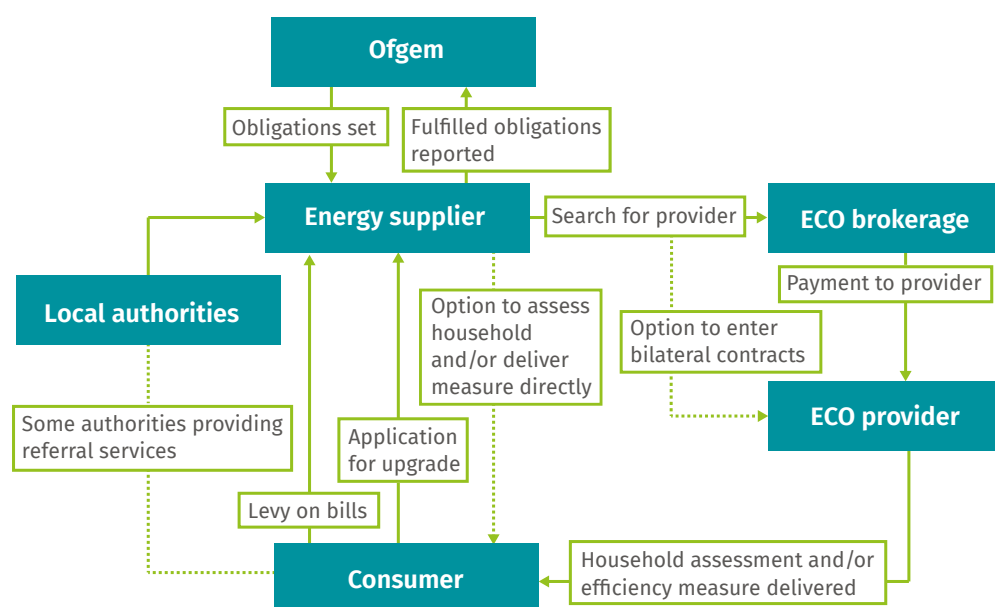 Ofgem
Obligations set
Fulfilled obligations
reported
Energy supplier
Search for provider
ECO brokerage
Payment to provider
Local authorities
Option to assess
household
and/or deliver
measure directly
Option to enter
bilateral contracts
ECO provider
Some authorities providing
referral services
Application
for upgrade
Levy on bills
Household assessment and/or
efficiency measure delivered
Consumer